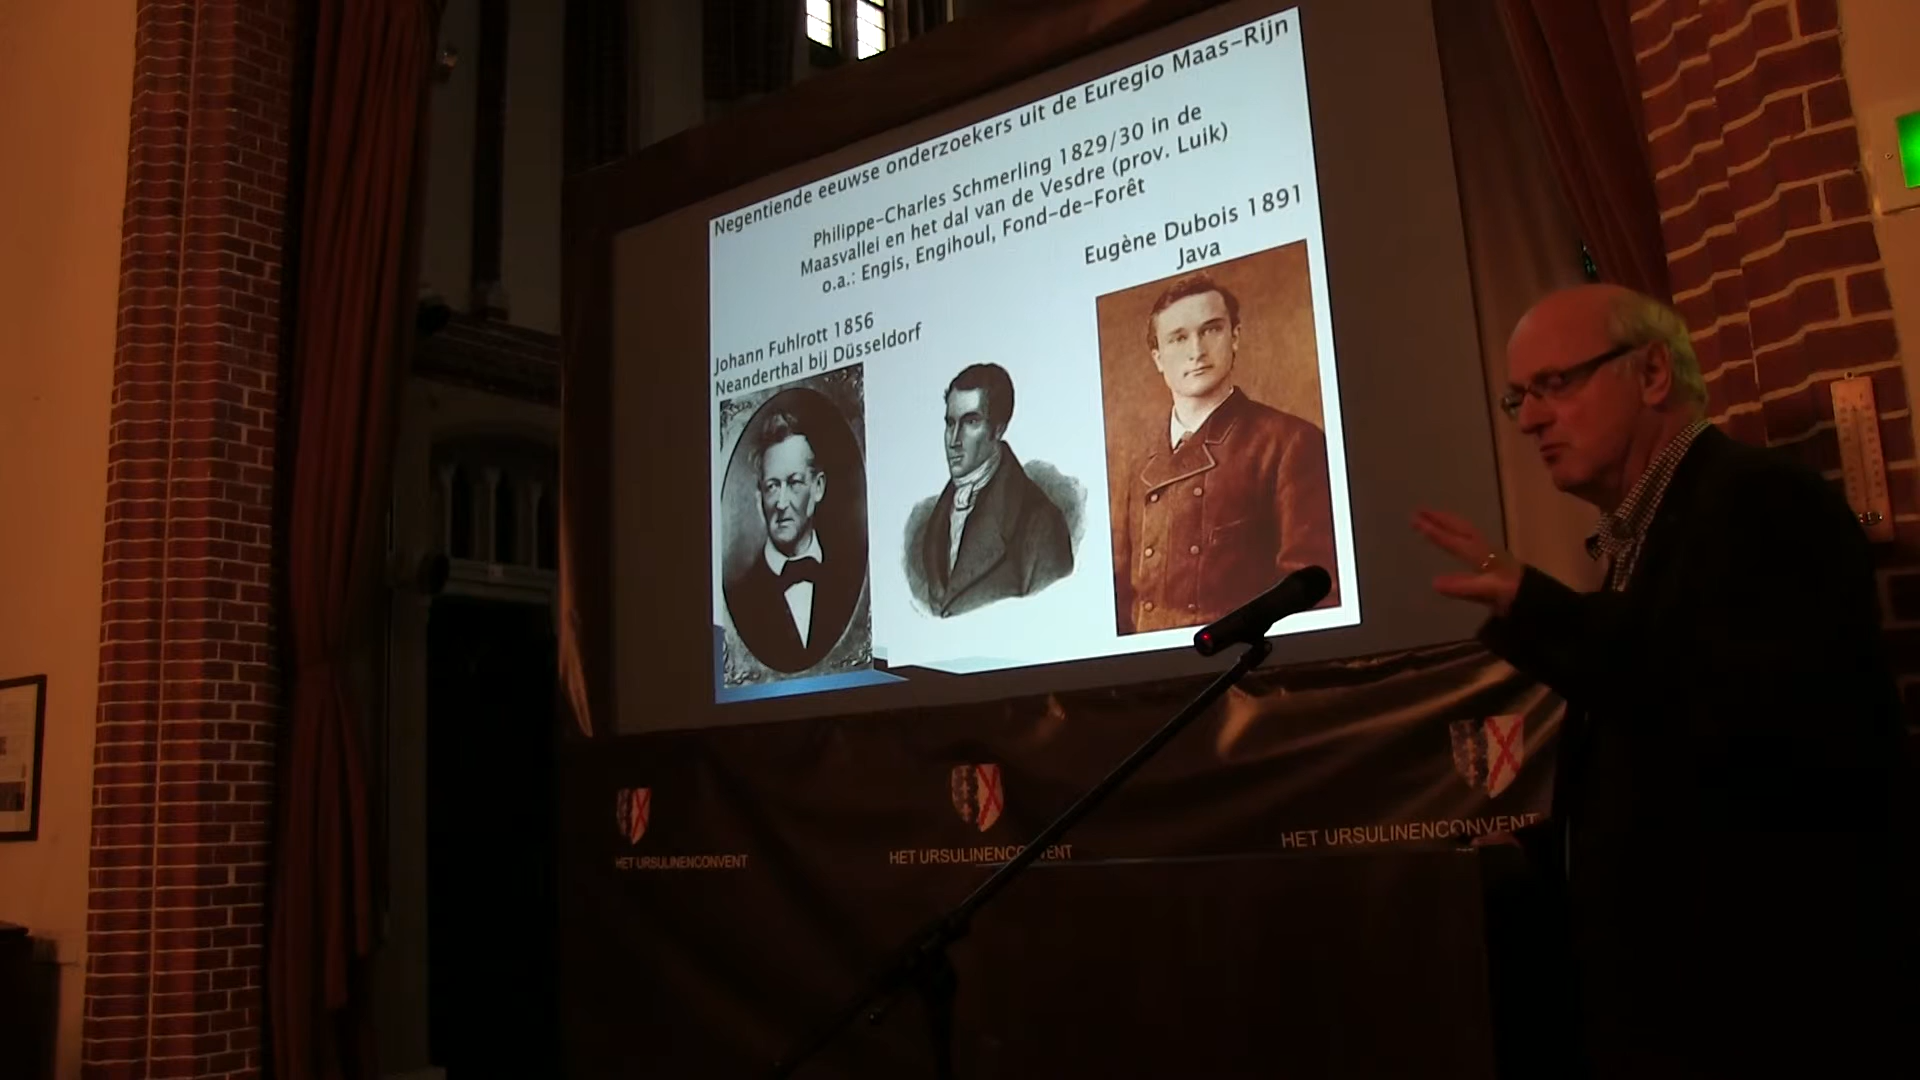 Negentiende eeuwse onderzoekers uit de Euregio Maas-Rijn
Philippe-Charles Schmerling 1829/30 in de
Maasvallei en het dal van de Vesdre (prov. Luik)
o.a.: Engis, Engihoul, Fond-de-Forêt
Eugène Dubois 1891
Java
Johann Fuhlrott 1856
Neanderthal bij Düsseldorf
HET URSULINENCONVENT
HET URSULINENCONVENT
HET URSULINENCONVENT